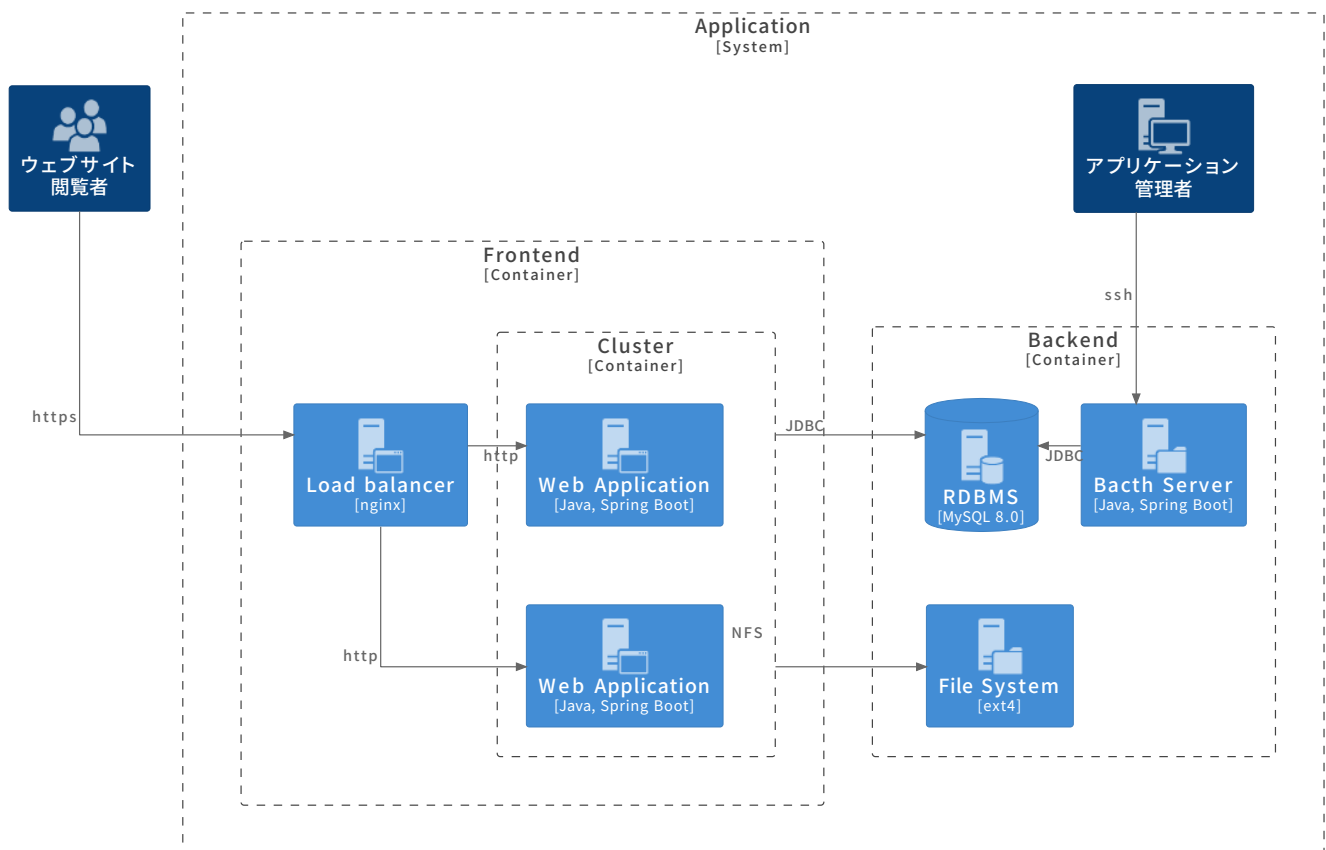 Application
[System]
ウェブサイト
閲覧者
アプリケーション
管理者
Frontend
[Container]
ssh
Cluster
[Container]
Backend
[Container]
https
JDBC
http
JDBC
Load balancer
[nginx]
Web Application
[Java, Spring Boot]
RDBMS
[MySQL 8.0]
Bacth Server
[Java, Spring Boot]
NFS
http
Web Application
[Java, Spring Boot]
File System
[ext4]